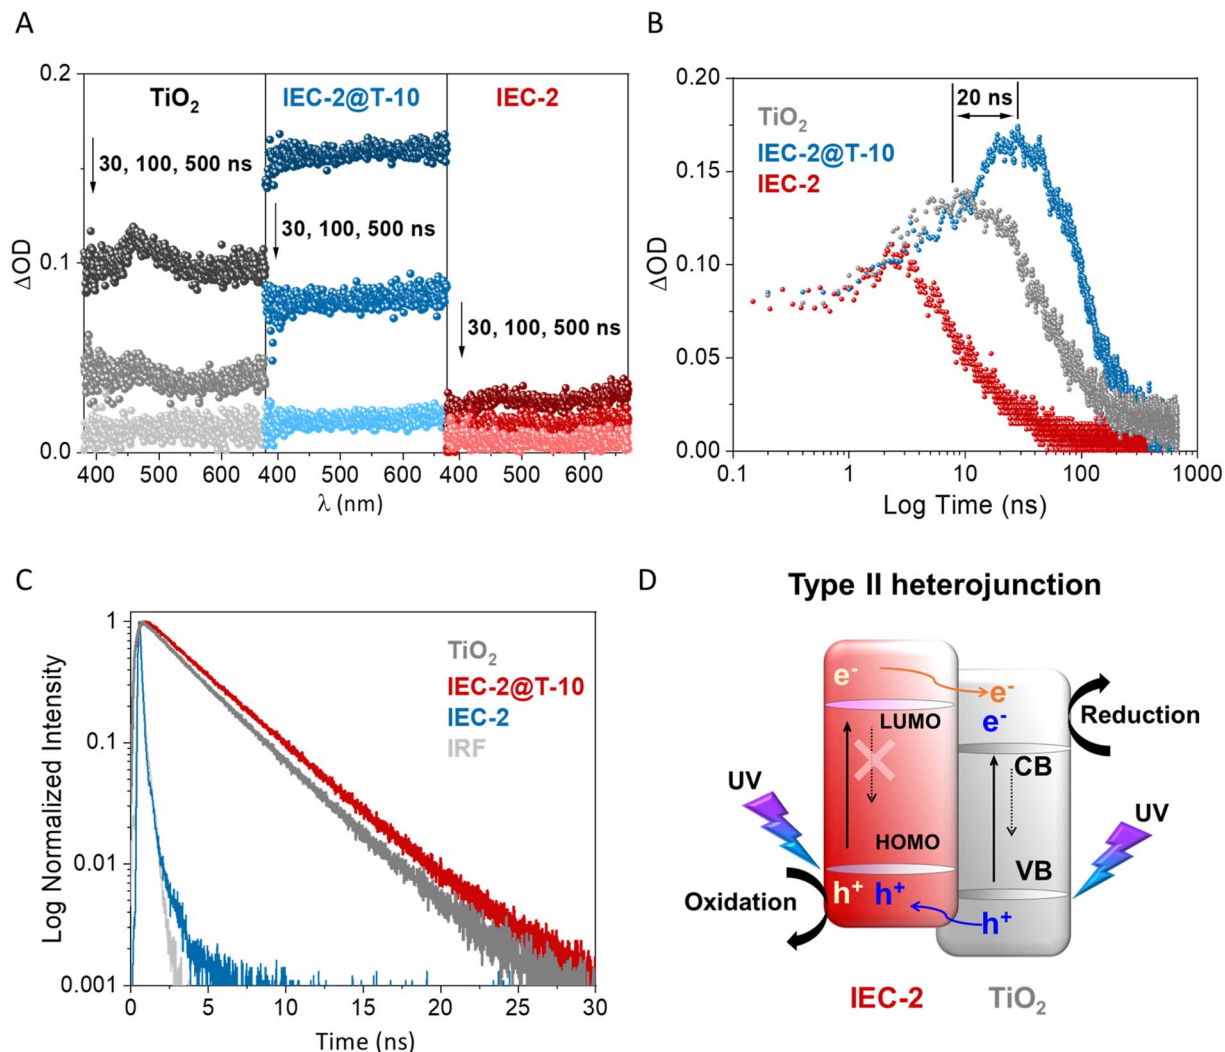 A
0.2
0.1
0.0
ΔOD
TiO₂
IEC-2@T-10
IEC-2
30, 100, 500 ns
30, 100, 500 ns
30, 100, 500 ns
400 500 600 400 500 600 400 500 600
λ (nm)
B
0.20
0.15
0.10
0.05
0.00
ΔOD
20 ns
TiO₂
IEC-2@T-10
IEC-2
0.1 1 10 100 1000
Log Time (ns)
C
1
0.1
0.01
0.001
Log Normalized Intensity
TiO₂
IEC-2@T-10
IEC-2
IRF
0 5 10 15 20 25 30
Time (ns)
D
Type II heterojunction
e⁻
e⁻
e⁻
LUMO
Reduction
CB
UV
UV
HOMO
VB
Oxidation
h⁺ h⁺
h⁺
IEC-2
TiO₂